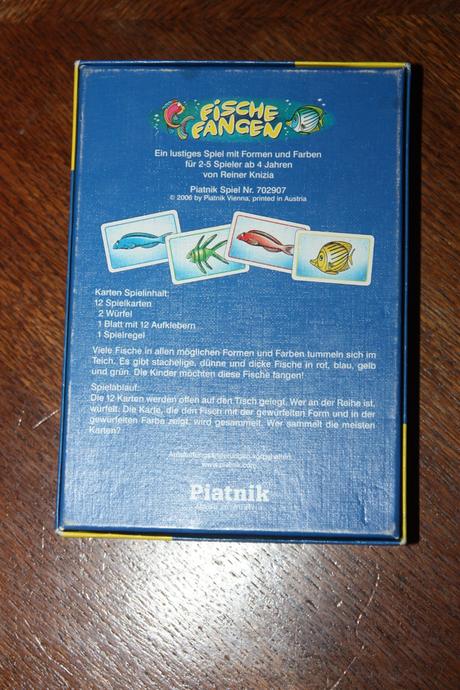 FISCHE
FANGEN
Ein lustiges Spiel mit Formen und Farben
für 2-5 Spieler ab 4 Jahren
von Reiner Knizia
Piatnik Spiel Nr. 702907
© 2006 by Piatnik Vienna, printed in Austria
Karten Spielinhalt:
12 Spielkarten
2 Würfel
1 Blatt mit 12 Aufklebern
1 Spielregel
Viele Fische in allen möglichen Formen und Farben tummeln sich im
Teich. Es gibt stachelige, dünne und dicke Fische in rot, blau, gelb
und grün. Die Kinder möchten diese Fische fangen!
Spielablauf:
Die 12 Karten werden offen auf den Tisch gelegt. Wer an der Reihe ist,
würfelt. Die Karte, die den Fisch mit der gewürfelten Form und in der
gewürfelten Farbe zeigt, wird gesammelt. Wer sammelt die meisten
Karten?
Ausstattungsänderungen vorbehalten
www.piatnik.com
Piatnik